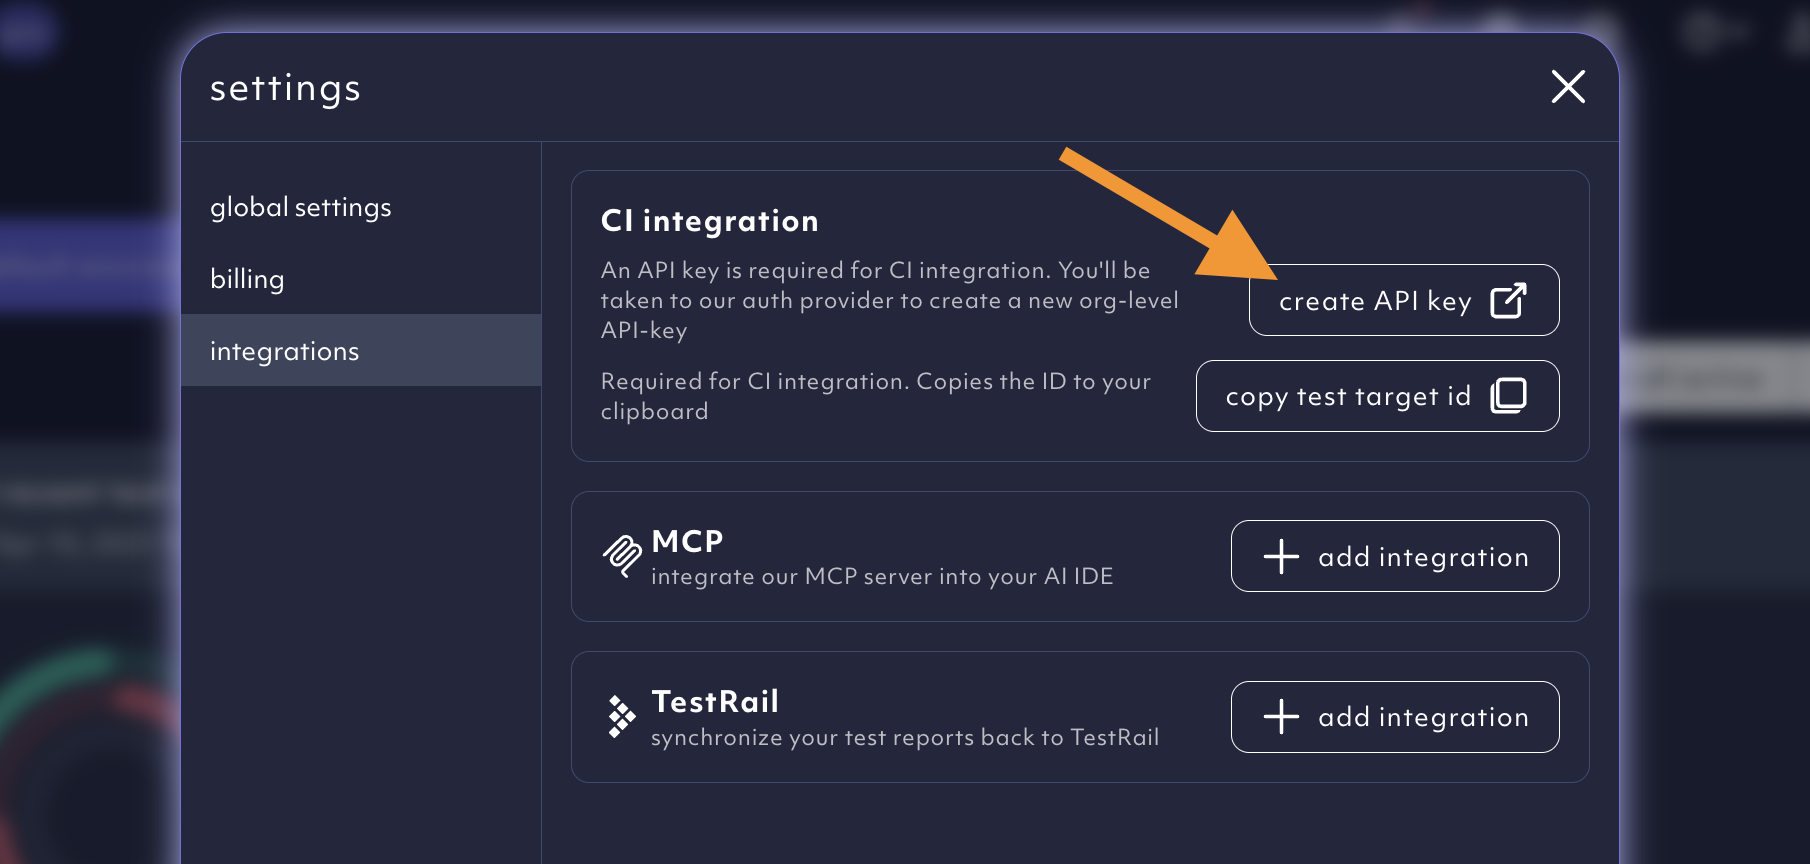 settings
global settings
billing
integrations
CI integration
An API key is required for CI integration. You'll be
taken to our auth provider to create a new org-level
API-key
create API key
Required for CI integration. Copies the ID to your
clipboard
copy test target id
MCP
integrate our MCP server into your AI IDE
add integration
TestRail
synchronize your test reports back to TestRail
add integration